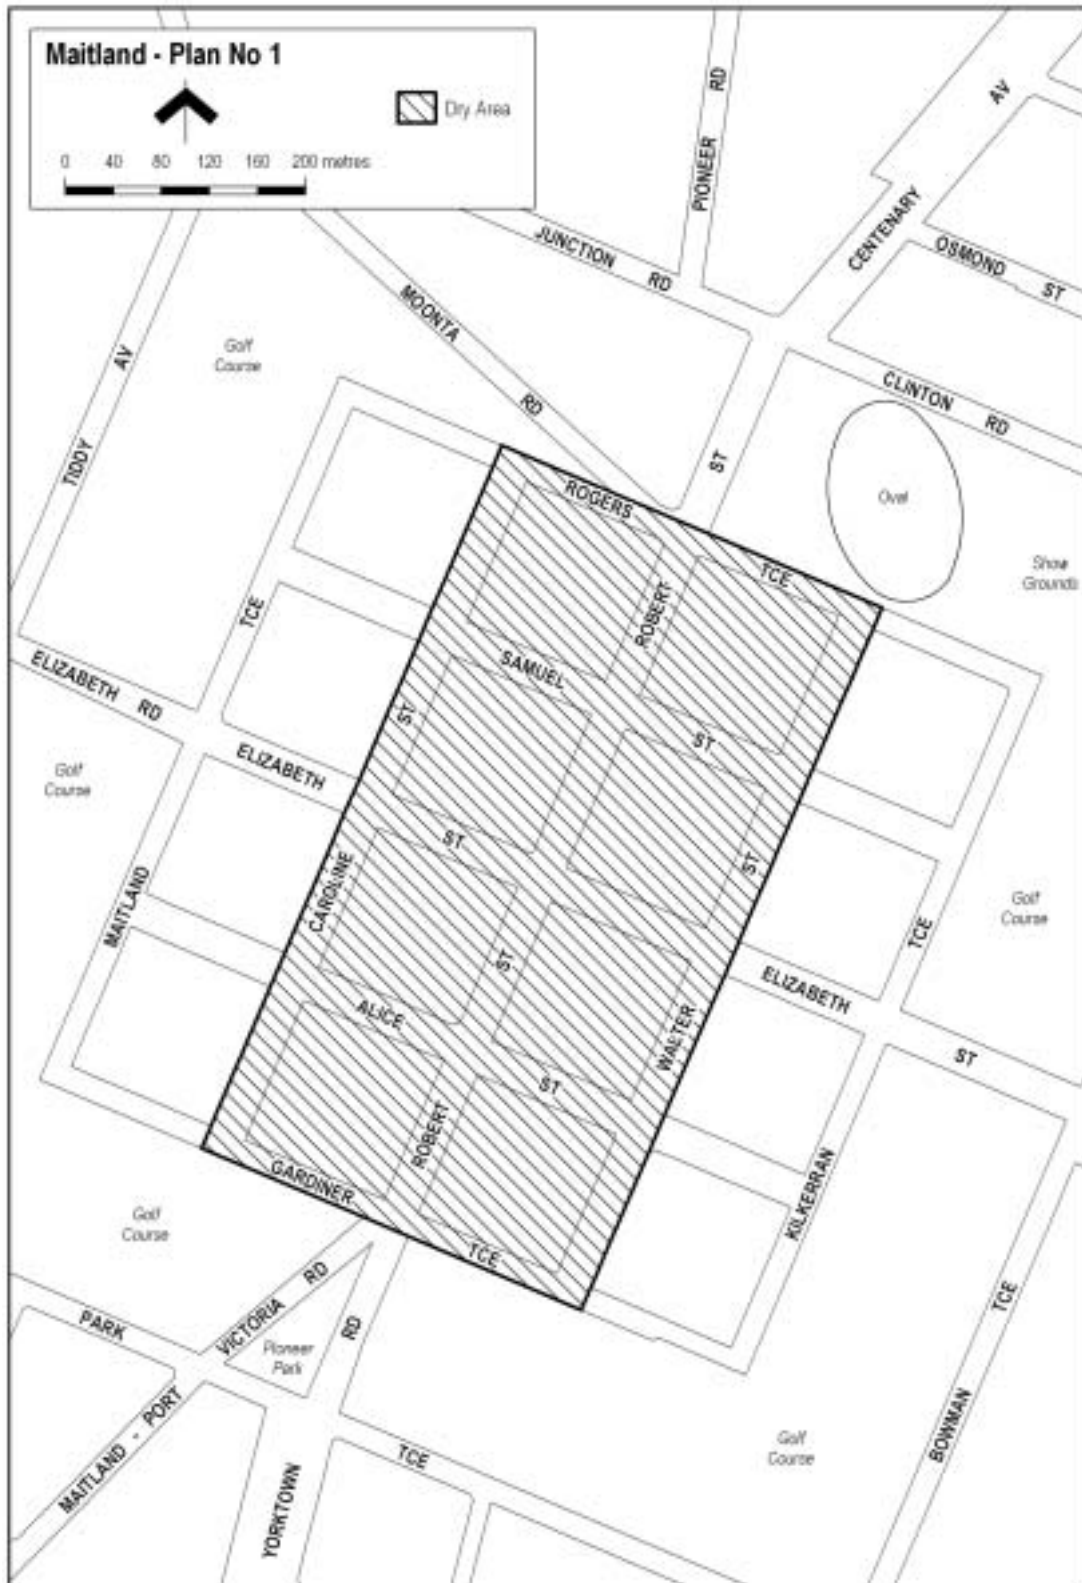 Maitland - Plan No 1
Dry Area
0 40 80 120 160 200 metres
PIONEER RD
AV
CENTENARY
JUNCTION RD
OSMOND ST
MOONTA RD
Golf
Course
TIDDY AV
CLINTON RD
ST
Oval
ROGERS TCE
Show
Grounds
ROBERT
TCE
SAMUEL ST
ELIZABETH RD
ST
ELIZABETH ST
Golf
Course
CAROLINE
ST
MAITLAND
ST
Golf
Course
TCE
ELIZABETH ST
ALICE ST
WALTER
ROBERT
KILKERRAN
GARDINER TCE
Golf
Course
PARK
VICTORIA RD
RD
Pioneer
Park
TCE
BOWMAN
MAITLAND - PORT
TCE
Golf
Course
YORKTOWN